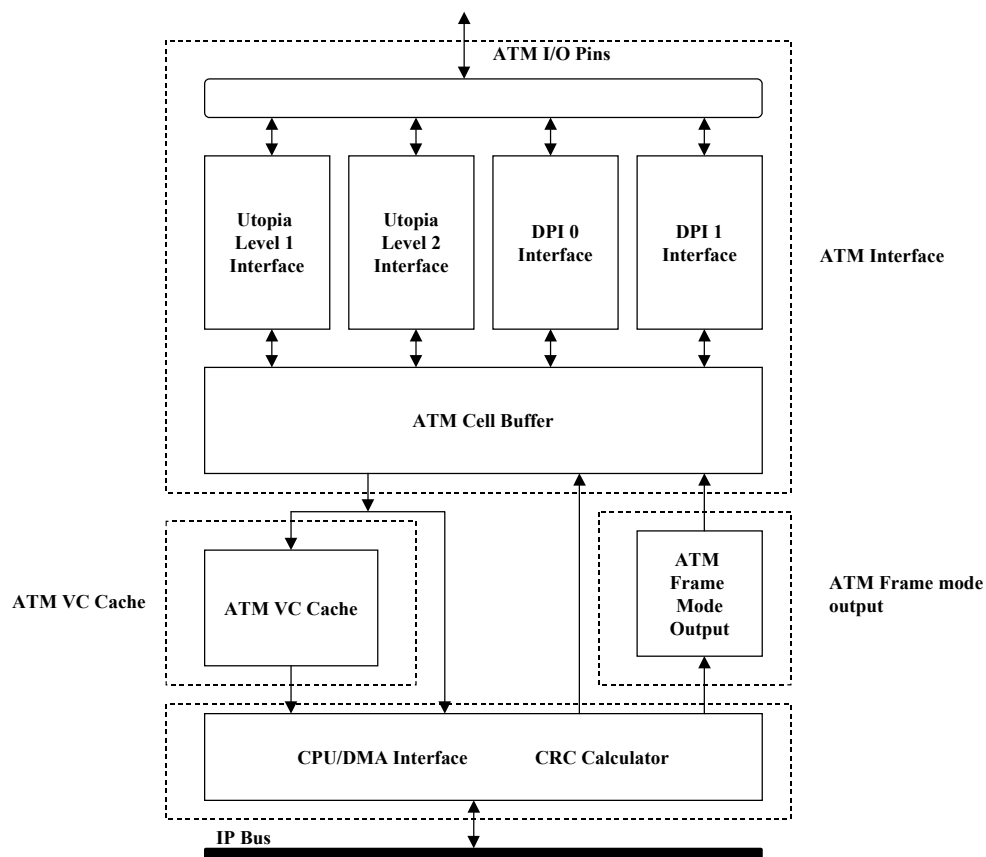 ATM I/O Pins
Utopia
Level 1
Interface
Utopia
Level 2
Interface
DPI 0
Interface
DPI 1
Interface
ATM Interface
ATM Cell Buffer
ATM VC Cache
ATM VC Cache
ATM
Frame
Mode
Output
ATM Frame mode
output
CPU/DMA Interface
CRC Calculator
IP Bus